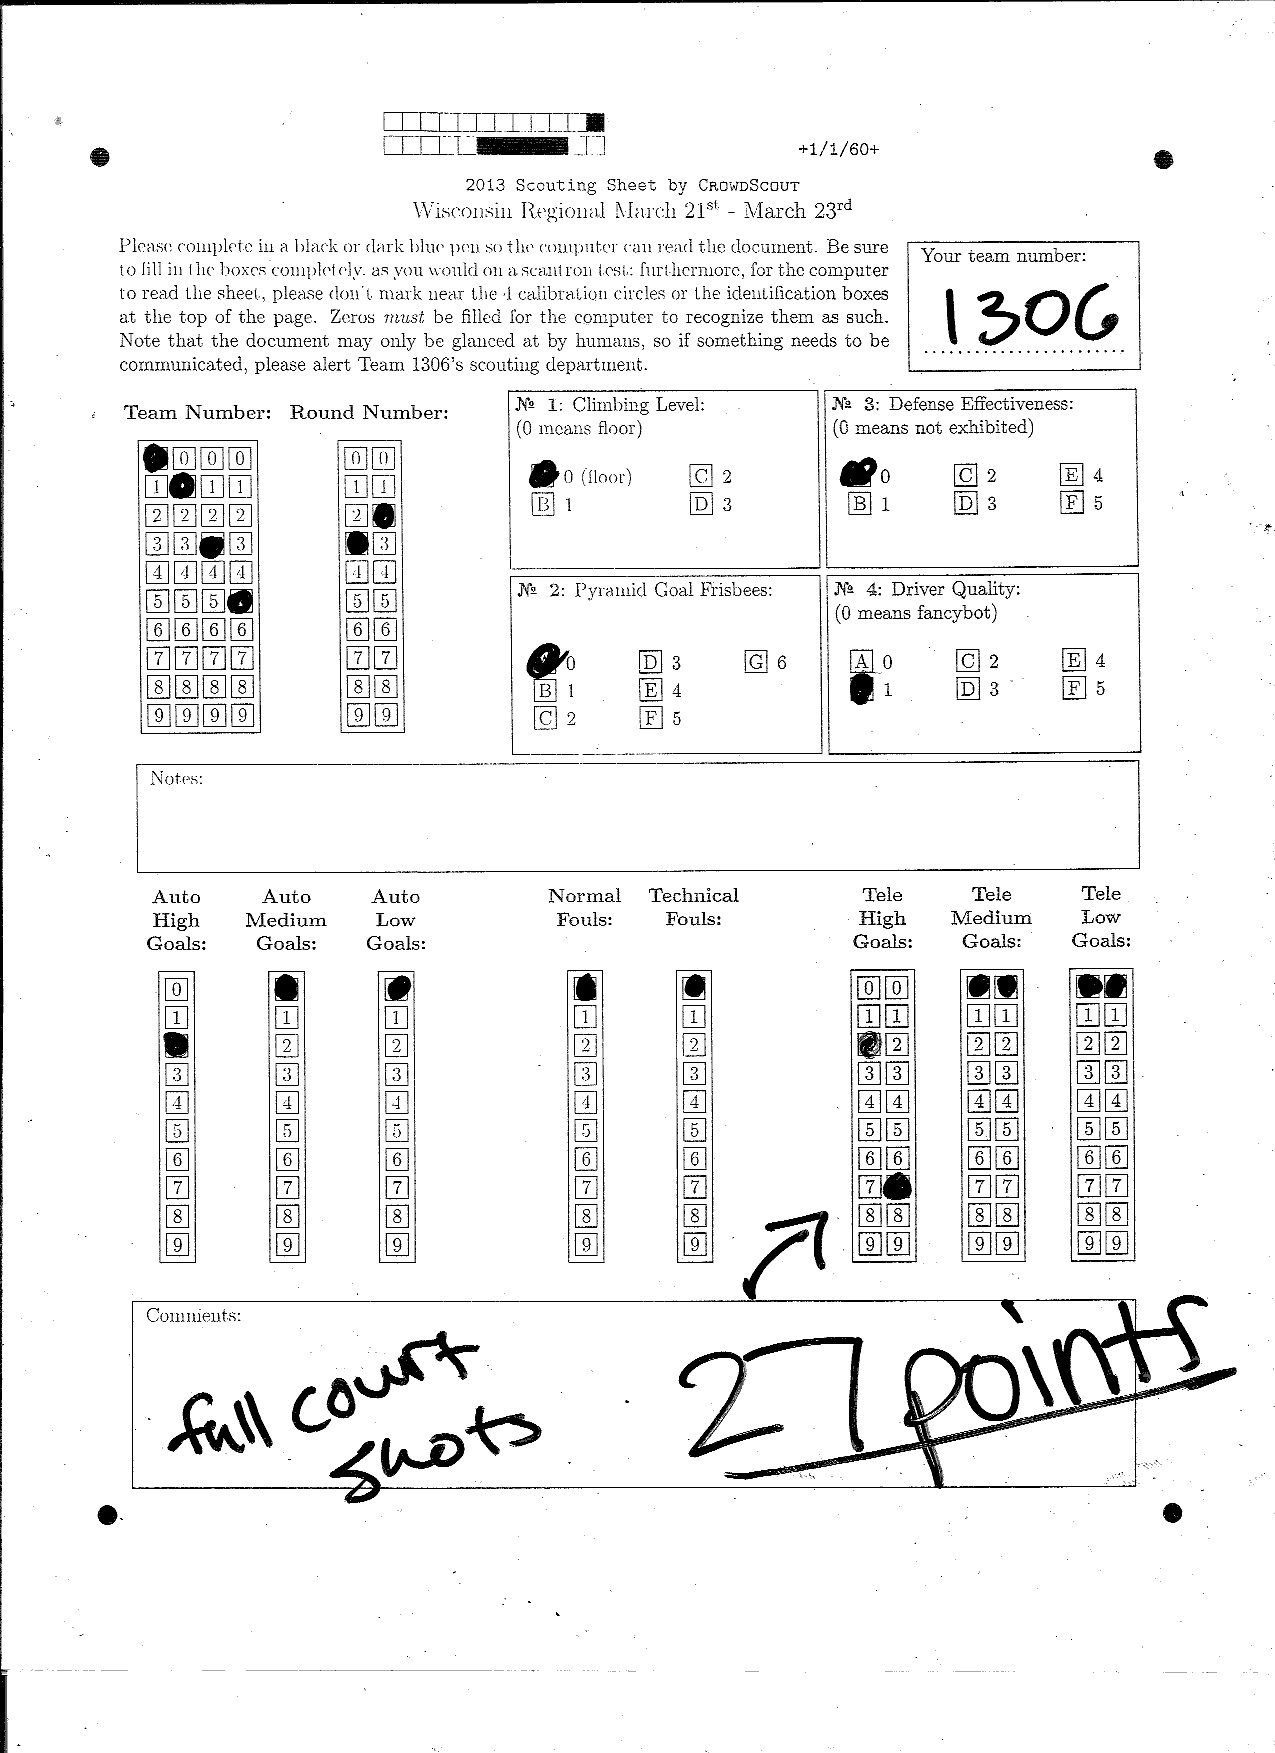 +1/1/60+
2013 Scouting Sheet by CROWDSCOUT
Wisconsin Regional March 21st - March 23rd
Please complete in a black or dark blue pen so the computer can read the document. Be sure
to fill in the boxes completely, as you would on a scantron test; furthermore, for the computer
to read the sheet, please don't mark near the 4 calibration circles or the identification boxes
at the top of the page. Zeros must be filled for the computer to recognize them as such.
Note that the document may only be glanced at by humans, so if something needs to be
communicated, please alert Team 1306's scouting department.
Your team number:
1306
Team Number: Round Number:
0 0 0 0 0
1 1 1 1 1
2 2 2 2 2
3 3 3 3
4 4 4 4 4 4
5 5 5 5 5
6 6 6 6 6 6
7 7 7 7 7 7
8 8 8 8 8 8
9 9 9 9 9 9
№ 1: Climbing Level:
(0 means floor)
0 (floor) C 2
B 1 D 3
№ 3: Defense Effectiveness:
(0 means not exhibited)
0 C 2 E 4
B 1 D 3 F 5
№ 2: Pyramid Goal Frisbees:
0 D 3 G 6
B 1 E 4
C 2 F 5
№ 4: Driver Quality:
(0 means fancybot)
A 0 C 2 E 4
1 D 3 F 5
Notes:
Auto High Goals: Auto Medium Goals: Auto Low Goals: Normal Fouls: Technical Fouls: Tele High Goals: Tele Medium Goals: Tele Low Goals:
0 0 0
1 1 1 1 1 1 1 1 1 1 1
2 2 2 2 2 2 2 2 2
3 3 3 3 3 3 3 3 3 3 3
4 4 4 4 4 4 4 4 4 4 4
5 5 5 5 5 5 5 5 5 5 5
6 6 6 6 6 6 6 6 6 6 6
7 7 7 7 7 7 7 7 7 7
8 8 8 8 8 8 8 8 8 8 8
9 9 9 9 9 9 9 9 9 9 9
Comments:
full court
shots
27 points